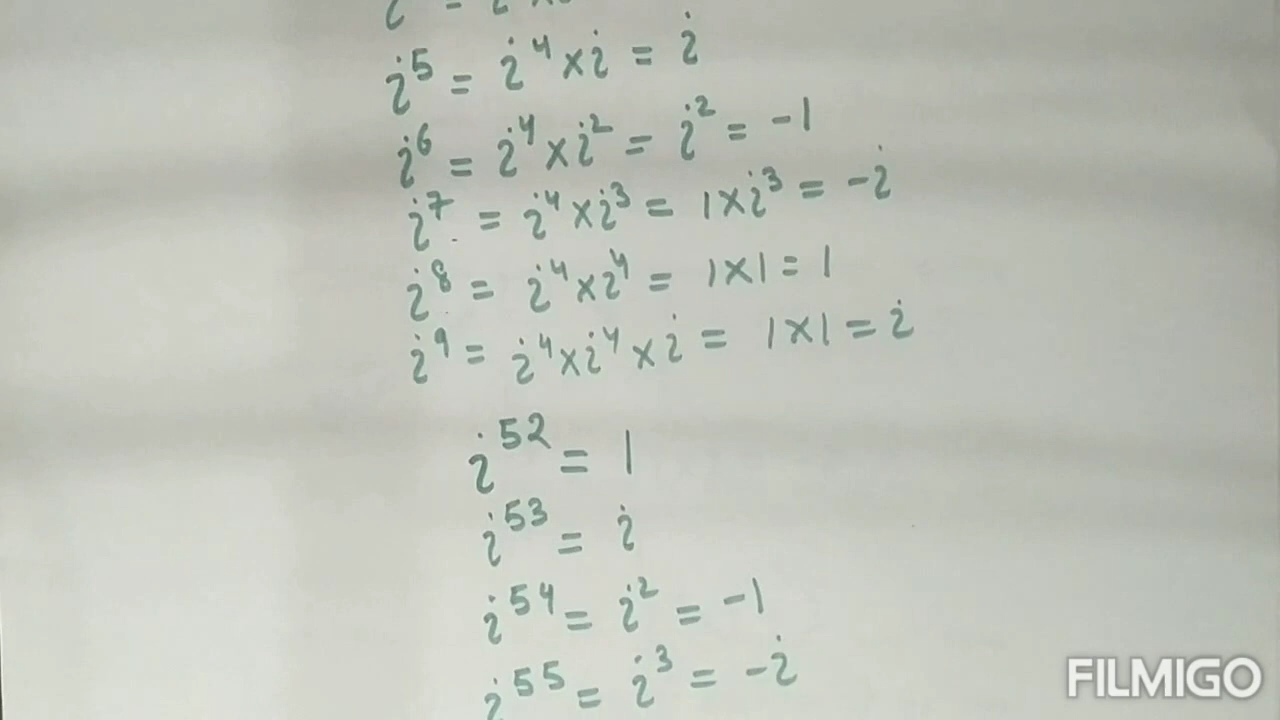 i⁵ = i⁴ × i = i
i⁶ = i⁴ × i² = i² = -1
i⁷ = i⁴ × i³ = 1 × i³ = -i
i⁸ = i⁴ × i⁴ = 1 × 1 = 1
i⁹ = i⁴ × i⁴ × i = 1 × 1 = i
i⁵² = 1
i⁵³ = i
i⁵⁴ = i² = -1
i⁵⁵ = i³ = -i
FILMIGO